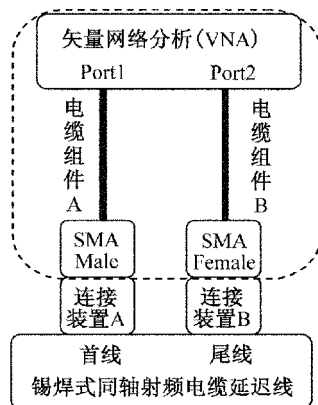 矢量网络分析(VNA)
Port1 Port2
电缆组件A
电缆组件B
SMA Male
SMA Female
连接装置A
连接装置B
首线 尾线
锡焊式同轴射频电缆延迟线